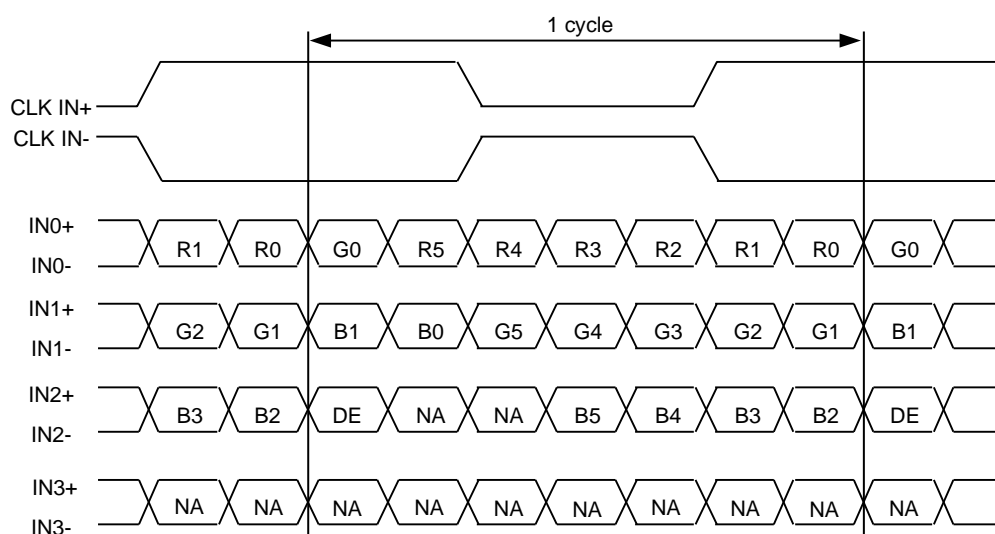 1 cycle
CLK IN+
CLK IN-
IN0+
R1 R0 G0 R5 R4 R3 R2 R1 R0 G0
IN0-
IN1+
G2 G1 B1 B0 G5 G4 G3 G2 G1 B1
IN1-
IN2+
B3 B2 DE NA NA B5 B4 B3 B2 DE
IN2-
IN3+
NA NA NA NA NA NA NA NA NA NA
IN3-